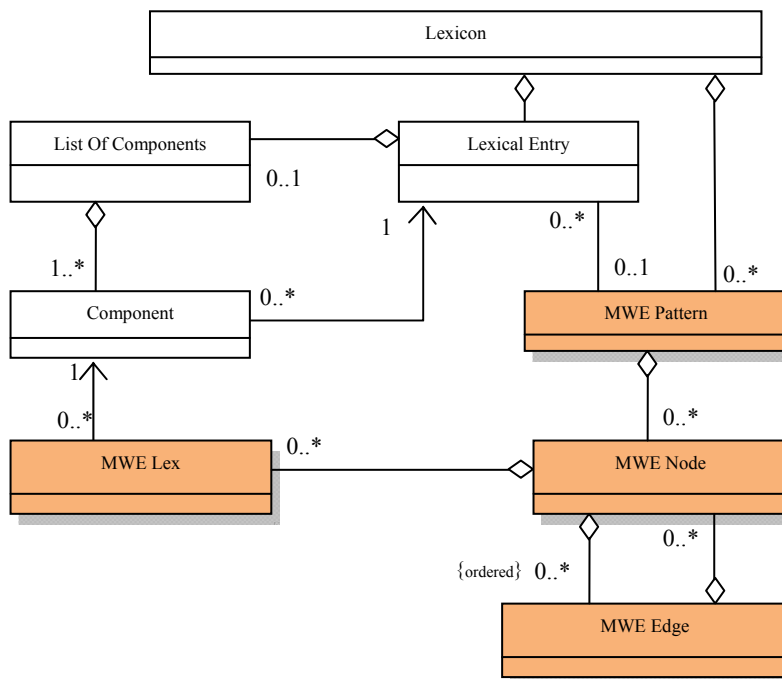 Lexicon
List Of Components
Lexical Entry
0..1
0..*
1
1..*
0..*
0..1
0..*
Component
MWE Pattern
1
0..*
0..*
0..*
MWE Lex
MWE Node
0..*
{ordered} 0..*
MWE Edge